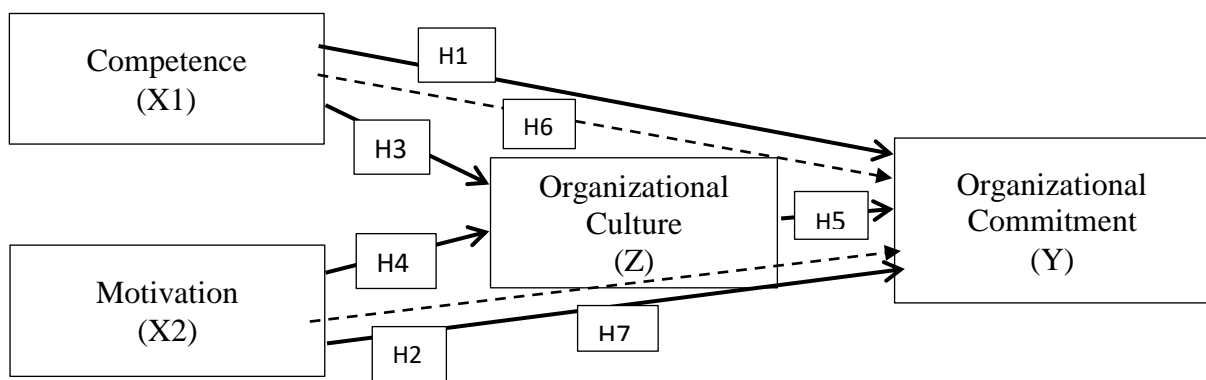 Competence
(X1)
H1
H6
H3
Organizational
Culture
(Z)
H5
Organizational
Commitment
(Y)
H4
Motivation
(X2)
H2
H7